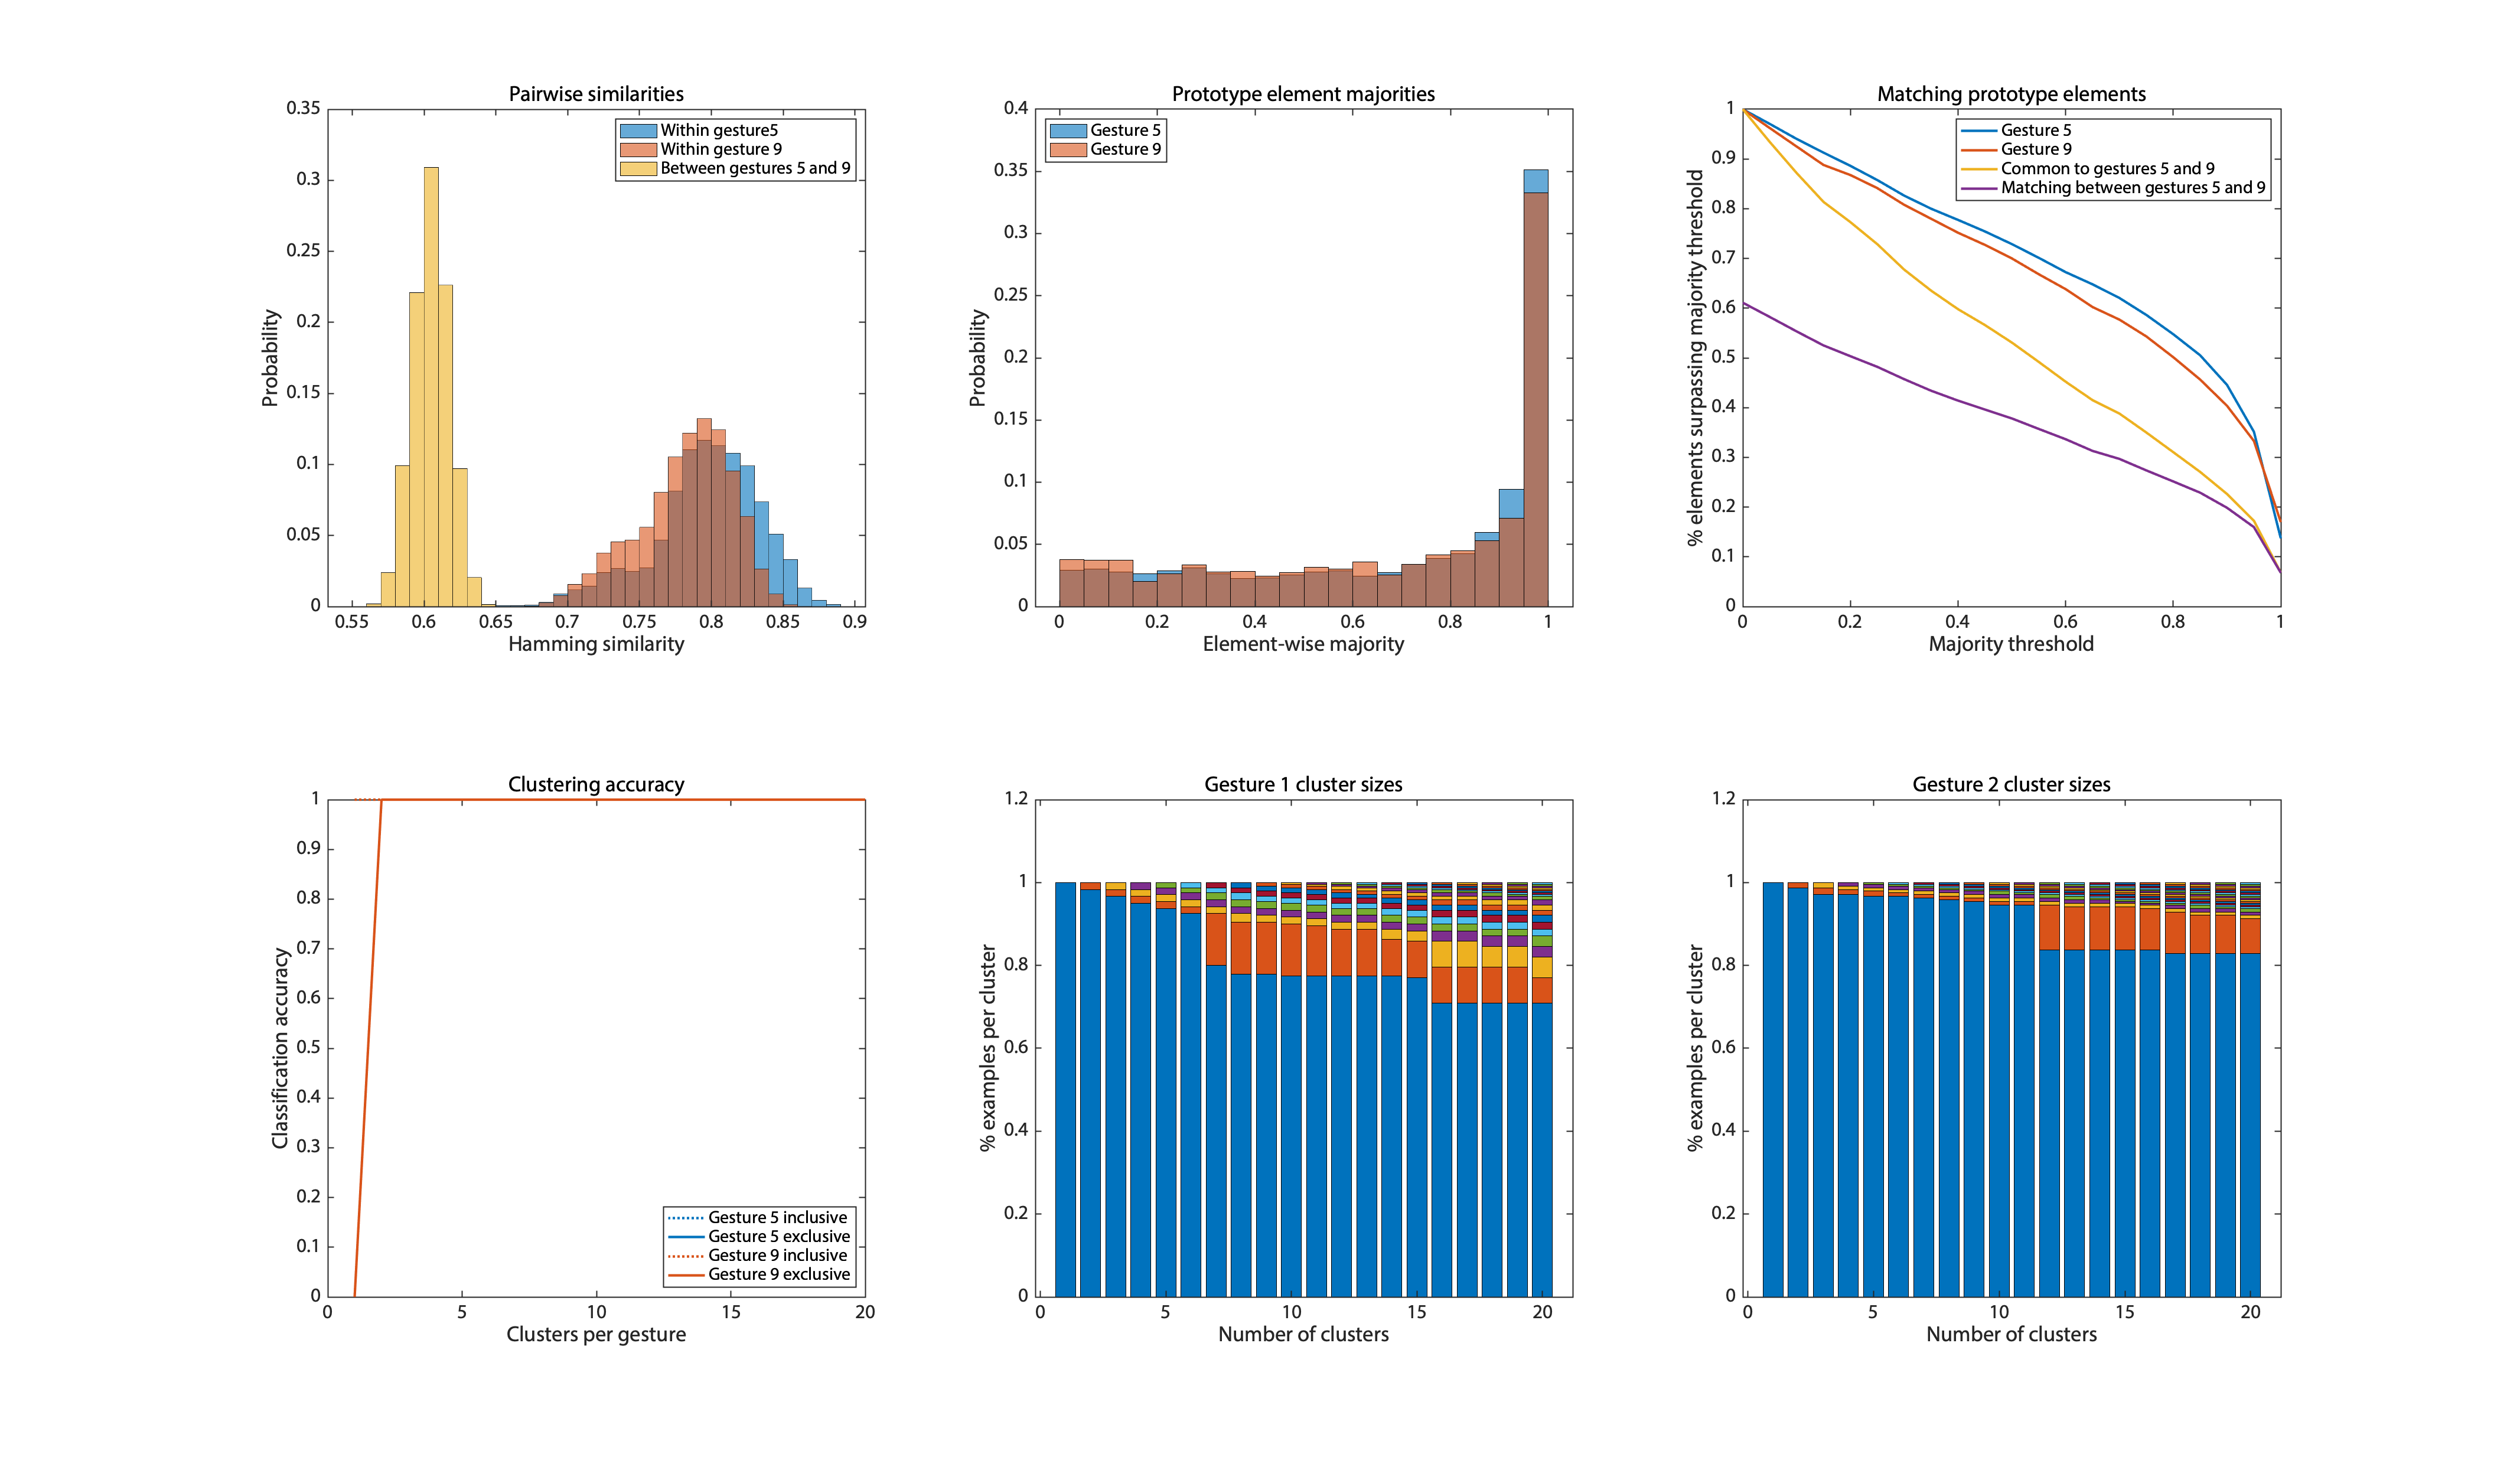 Pairwise similarities
0.35
0.3
0.25
0.2
0.15
0.1
0.05
0
Probability
Within gesture5
Within gesture 9
Between gestures 5 and 9
0.55 0.6 0.65 0.7 0.75 0.8 0.85 0.9
Hamming similarity
Prototype element majorities
0.4
0.35
0.3
0.25
0.2
0.15
0.1
0.05
0
Probability
Gesture 5
Gesture 9
0 0.2 0.4 0.6 0.8 1
Element-wise majority
Matching prototype elements
1
0.9
0.8
0.7
0.6
0.5
0.4
0.3
0.2
0.1
0
% elements surpassing majority threshold
Gesture 5
Gesture 9
Common to gestures 5 and 9
Matching between gestures 5 and 9
0 0.2 0.4 0.6 0.8 1
Majority threshold
Clustering accuracy
1
0.9
0.8
0.7
0.6
0.5
0.4
0.3
0.2
0.1
0
Classification accuracy
Gesture 5 inclusive
Gesture 5 exclusive
Gesture 9 inclusive
Gesture 9 exclusive
0 5 10 15 20
Clusters per gesture
Gesture 1 cluster sizes
1.2
1
0.8
0.6
0.4
0.2
0
% examples per cluster
0 5 10 15 20
Number of clusters
Gesture 2 cluster sizes
1.2
1
0.8
0.6
0.4
0.2
0
% examples per cluster
0 5 10 15 20
Number of clusters